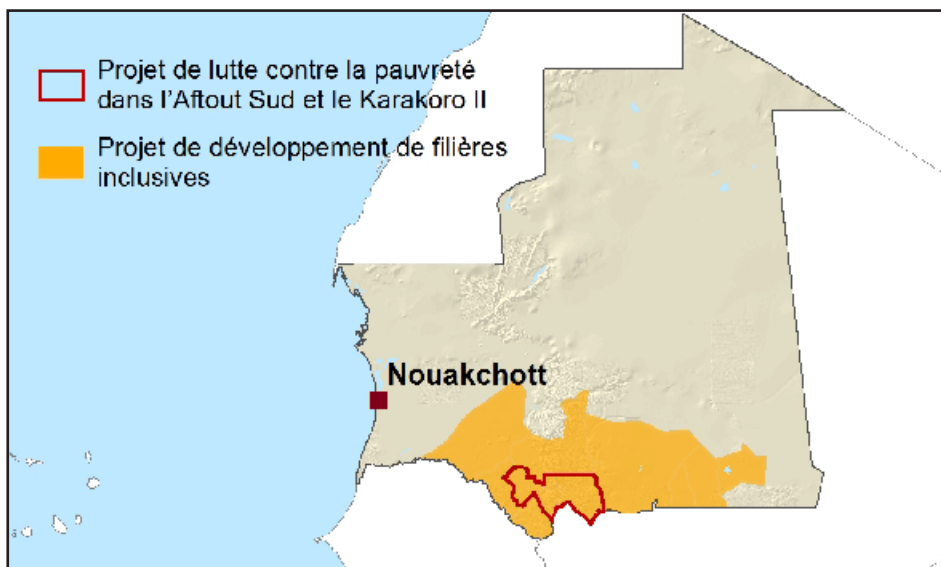 Projet de lutte contre la pauvreté
dans l'Aftout Sud et le Karakoro II
Projet de développement de filières
inclusives
Nouakchott